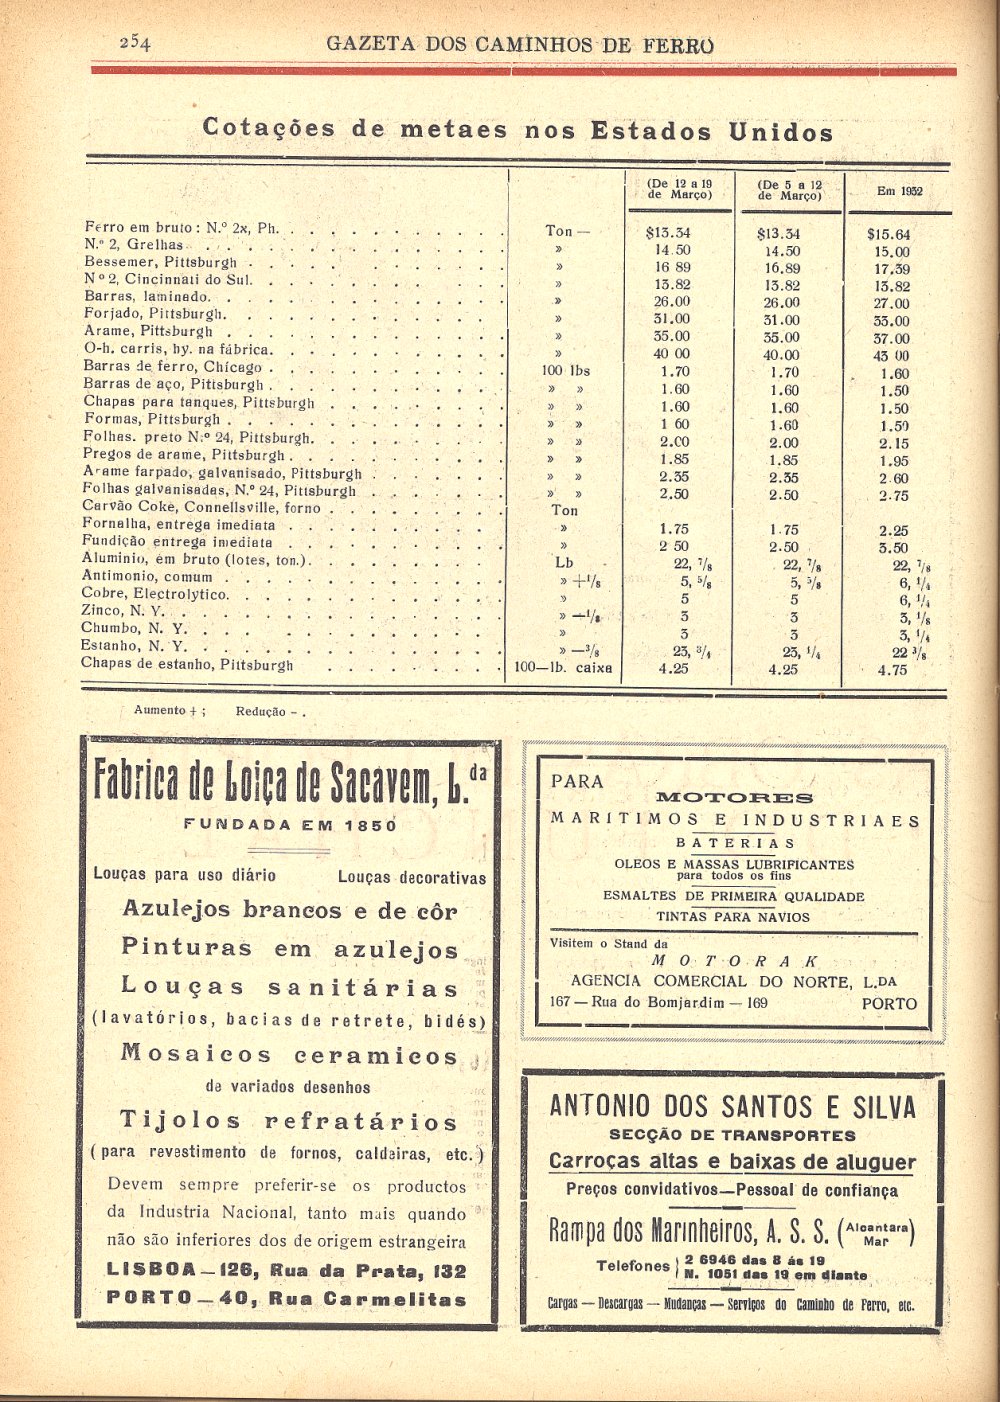 254 GAZETA DOS CAMINHOS DE FERRO
Cotações de metaes nos Estados Unidos
(De 12 a 19 de Março) (De 5 a 12 de Março) Em 1932
Ferro em bruto: N.º 2x, Ph. Ton — $13.34 $13.34 $15.64
N.º 2, Grelhas » 14.50 14.50 15.00
Bessemer, Pittsburgh » 16 89 16.89 17.39
Nº 2, Cincinnati do Sul. » 13.82 13.82 13.82
Barras, laminado. » 26.00 26.00 27.00
Forjado, Pittsburgh. » 31.00 31.00 33.00
Arame, Pittsburgh » 35.00 35.00 37.00
O-h. carris, hy. na fábrica. » 40 00 40.00 43 00
Barras de ferro, Chicago 100 lbs 1.70 1.70 1.60
Barras de aço, Pittsburgh » » 1.60 1.60 1.50
Chapas para tanques, Pittsburgh » » 1.60 1.60 1.50
Formas, Pittsburgh » » 1 60 1.60 1.50
Folhas. preto N.º 24, Pittsburgh. » » 2.00 2.00 2.15
Pregos de arame, Pittsburgh » » 1.85 1.85 1.95
Arame farpado, galvanisado, Pittsburgh » » 2.35 2.35 2.60
Folhas galvanisadas, N.º 24, Pittsburgh » » 2.50 2.50 2.75
Carvão Coke, Connellsville, forno Ton
Fornalha, entrega imediata » 1.75 1.75 2.25
Fundição entrega imediata » 2 50 2.50 3.50
Aluminio, em bruto (lotes, ton.) Lb 22, 7/8 22, 7/8 22, 7/8
Antimonio, comum » +1/8 5, 5/8 5, 5/8 6, 1/4
Cobre, Electrolytico. » 5 5 6, 1/4
Zinco, N. Y. » —1/8 3 3 3, 1/8
Chumbo, N. Y. » 3 3 3, 1/4
Estanho, N. Y. » —3/8 23, 3/4 23, 1/4 22 3/8
Chapas de estanho, Pittsburgh 100—lb. caixa 4.25 4.25 4.75
Aumento + ; Redução - .
Fabrica de Loiça de Sacavem, L.da
FUNDADA EM 1850
Louças para uso diário Louças decorativas
Azulejos brancos e de côr
Pinturas em azulejos
Louças sanitárias
(lavatórios, bacias de retrete, bidés)
Mosaicos ceramicos
de variados desenhos
Tijolos refratários
(para revestimento de fornos, caldeiras, etc.)
Devem sempre preferir-se os productos
da Industria Nacional, tanto mais quando
não são inferiores dos de origem estrangeira
LISBOA — 126, Rua da Prata, 132
PORTO — 40, Rua Carmelitas
PARA
MOTORES
MARITIMOS E INDUSTRIAES
BATERIAS
OLEOS E MASSAS LUBRIFICANTES
para todos os fins
ESMALTES DE PRIMEIRA QUALIDADE
TINTAS PARA NAVIOS
Visitem o Stand da
MOTORAK
AGENCIA COMERCIAL DO NORTE, L.DA
167 — Rua do Bomjardim — 169 PORTO
ANTONIO DOS SANTOS E SILVA
SECÇÃO DE TRANSPORTES
Carroças altas e baixas de aluguer
Preços convidativos—Pessoal de confiança
Rampa dos Marinheiros, A. S. S. (Alcantara Mar)
Telefones 2 6946 das 8 ás 19
N. 1051 das 19 em diante
Cargas — Descargas — Mudanças — Serviços do Caminho de Ferro, etc.